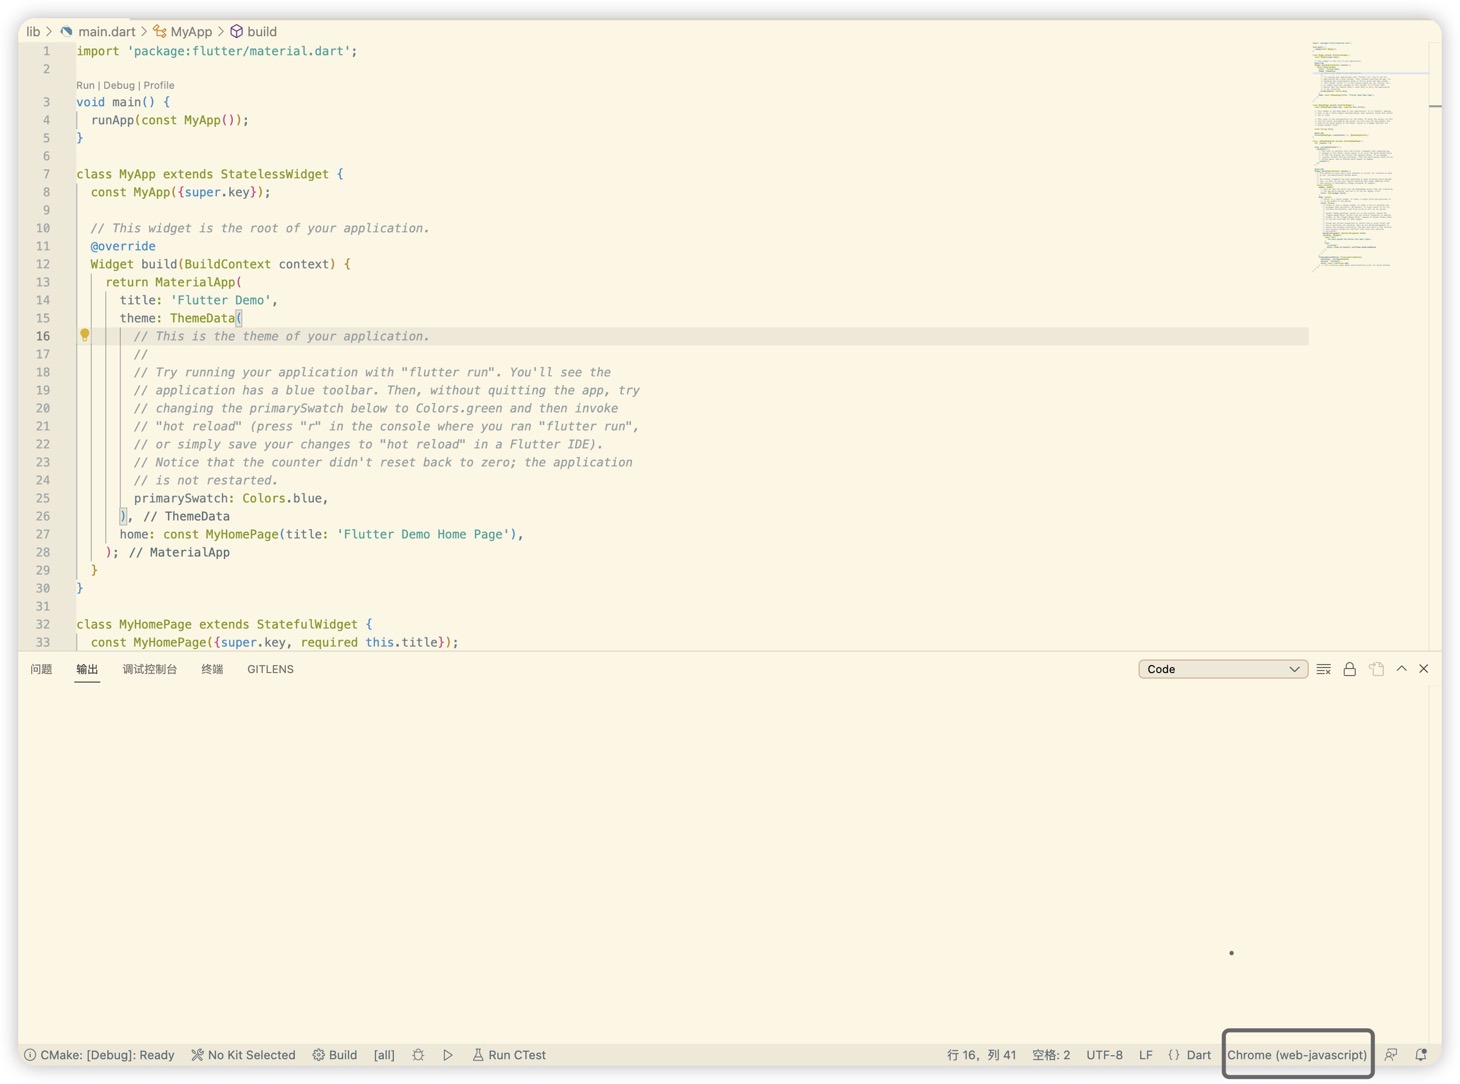 lib > main.dart > MyApp > build
1 import 'package:flutter/material.dart';
2
Run | Debug | Profile
3 void main() {
4 runApp(const MyApp());
5 }
6
7 class MyApp extends StatelessWidget {
8 const MyApp({super.key});
9
10 // This widget is the root of your application.
11 @override
12 Widget build(BuildContext context) {
13 return MaterialApp(
14 title: 'Flutter Demo',
15 theme: ThemeData(
16 // This is the theme of your application.
17 //
18 // Try running your application with "flutter run". You'll see the
19 // application has a blue toolbar. Then, without quitting the app, try
20 // changing the primarySwatch below to Colors.green and then invoke
21 // "hot reload" (press "r" in the console where you ran "flutter run",
22 // or simply save your changes to "hot reload" in a Flutter IDE).
23 // Notice that the counter didn't reset back to zero; the application
24 // is not restarted.
25 primarySwatch: Colors.blue,
26 ), // ThemeData
27 home: const MyHomePage(title: 'Flutter Demo Home Page'),
28 ); // MaterialApp
29 }
30 }
31
32 class MyHomePage extends StatefulWidget {
33 const MyHomePage({super.key, required this.title});
问题 输出 调试控制台 终端 GITLENS Code
CMake: [Debug]: Ready No Kit Selected Build [all] Run CTest 行 16，列 41 空格: 2 UTF-8 LF {} Dart Chrome (web-javascript)